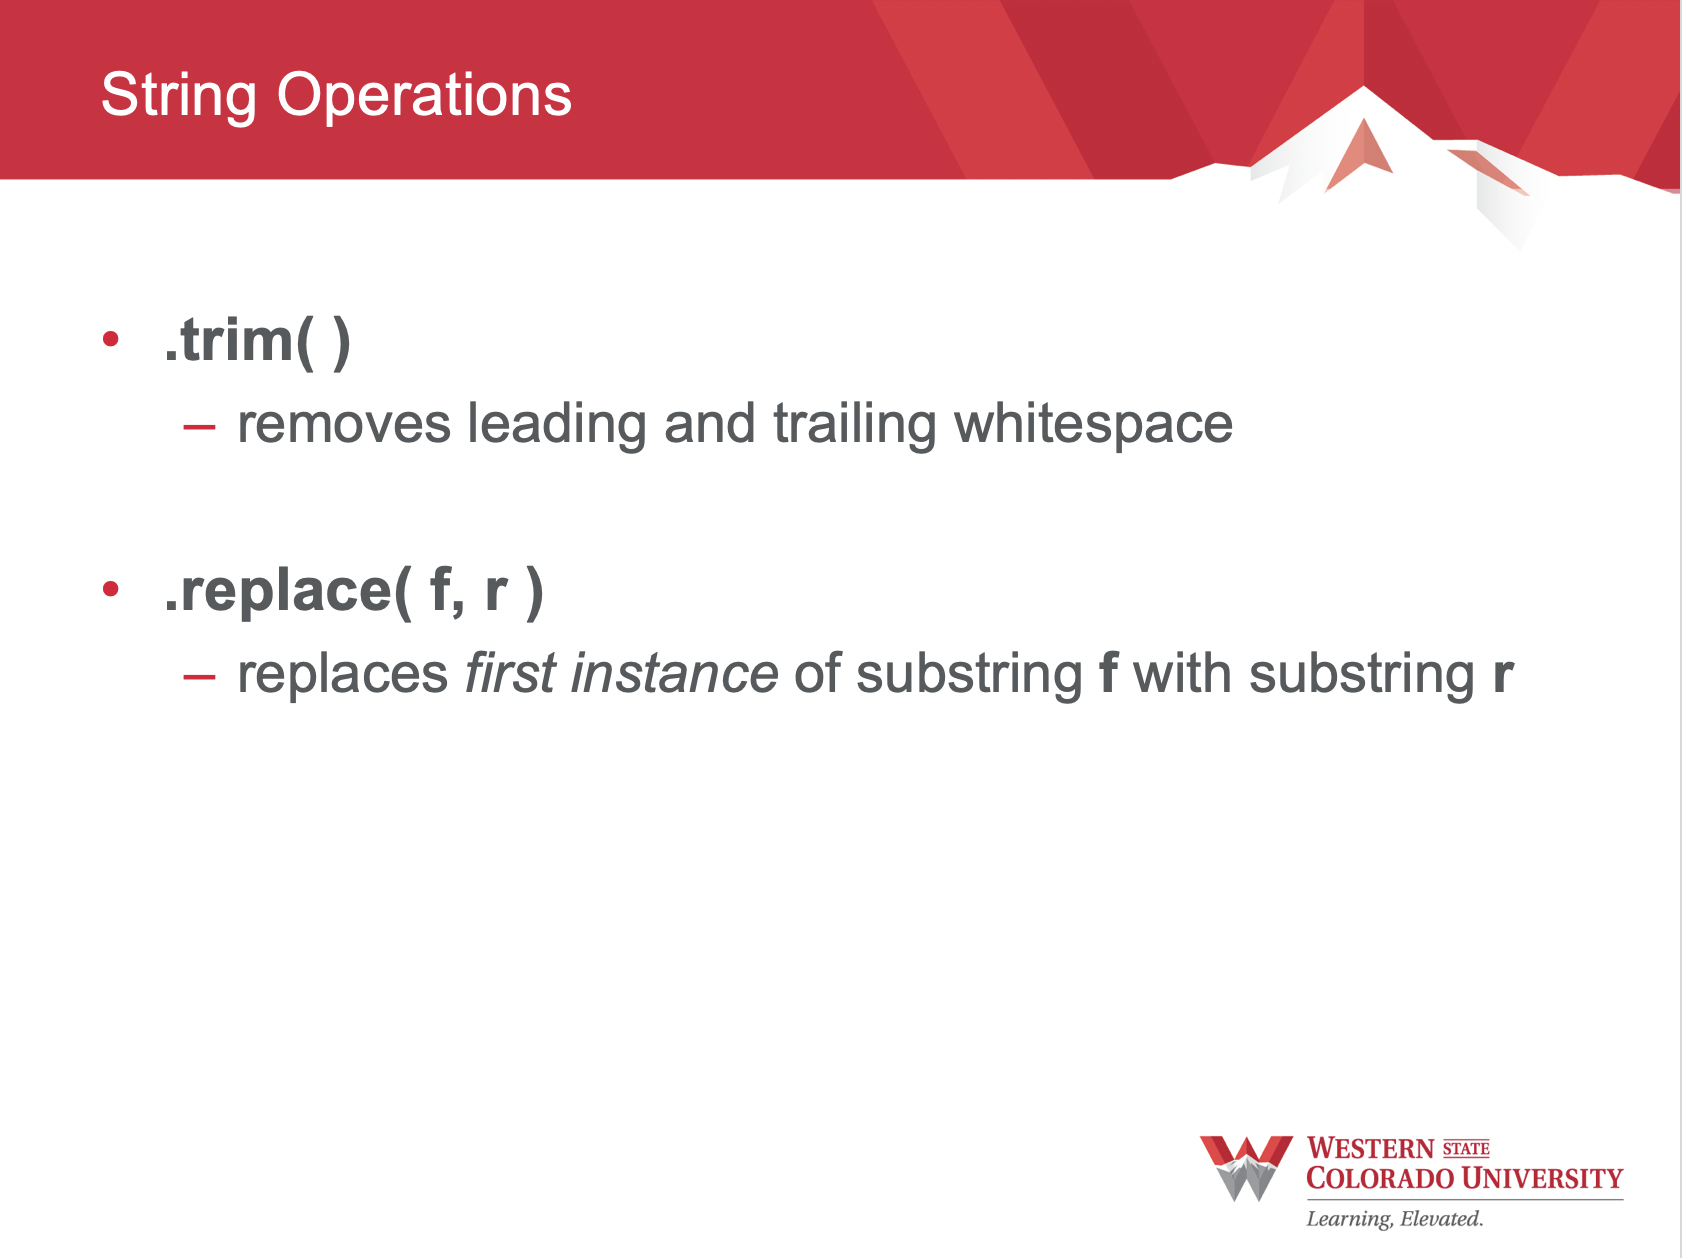 String Operations
• .trim( )
– removes leading and trailing whitespace
• .replace( f, r )
– replaces first instance of substring f with substring r
WESTERN STATE
COLORADO UNIVERSITY
Learning, Elevated.